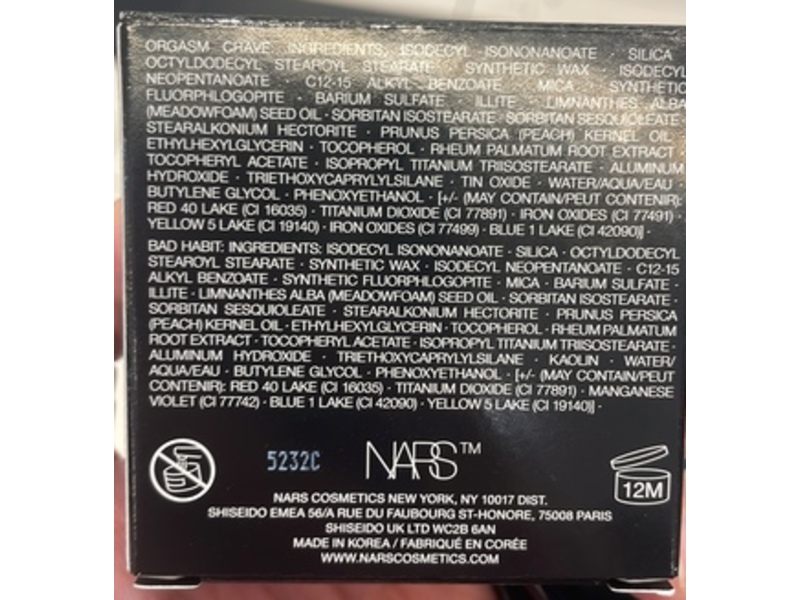 ORGASM CRAVE: INGREDIENTS: ISODECYL ISONONANOATE · SILICA ·
OCTYLDODECYL STEAROYL STEARATE · SYNTHETIC WAX · ISODECYL
NEOPENTANOATE · C12-15 ALKYL BENZOATE · MICA · SYNTHETIC
FLUORPHLOGOPITE · BARIUM SULFATE · ILLITE · LIMNANTHES ALBA
(MEADOWFOAM) SEED OIL · SORBITAN ISOSTEARATE · SORBITAN SESQUIOLEATE ·
STEARALKONIUM HECTORITE · PRUNUS PERSICA (PEACH) KERNEL OIL ·
ETHYLHEXYLGLYCERIN · TOCOPHEROL · RHEUM PALMATUM ROOT EXTRACT ·
TOCOPHERYL ACETATE · ISOPROPYL TITANIUM TRIISOSTEARATE · ALUMINUM
HYDROXIDE · TRIETHOXYCAPRYLYLSILANE · TIN OXIDE · WATER/AQUA/EAU ·
BUTYLENE GLYCOL · PHENOXYETHANOL · [+/- (MAY CONTAIN/PEUT CONTENIR):
RED 40 LAKE (CI 16035) · TITANIUM DIOXIDE (CI 77891) · IRON OXIDES (CI 77491) ·
YELLOW 5 LAKE (CI 19140) · IRON OXIDES (CI 77499) · BLUE 1 LAKE (CI 42090)] ·
BAD HABIT: INGREDIENTS: ISODECYL ISONONANOATE · SILICA · OCTYLDODECYL
STEAROYL STEARATE · SYNTHETIC WAX · ISODECYL NEOPENTANOATE · C12-15
ALKYL BENZOATE · SYNTHETIC FLUORPHLOGOPITE · MICA · BARIUM SULFATE ·
ILLITE · LIMNANTHES ALBA (MEADOWFOAM) SEED OIL · SORBITAN ISOSTEARATE ·
SORBITAN SESQUIOLEATE · STEARALKONIUM HECTORITE · PRUNUS PERSICA
(PEACH) KERNEL OIL · ETHYLHEXYLGLYCERIN · TOCOPHEROL · RHEUM PALMATUM
ROOT EXTRACT · TOCOPHERYL ACETATE · ISOPROPYL TITANIUM TRIISOSTEARATE ·
ALUMINUM HYDROXIDE · TRIETHOXYCAPRYLYLSILANE · KAOLIN · WATER/
AQUA/EAU · BUTYLENE GLYCOL · PHENOXYETHANOL · [+/- (MAY CONTAIN/PEUT
CONTENIR): RED 40 LAKE (CI 16035) · TITANIUM DIOXIDE (CI 77891) · MANGANESE
VIOLET (CI 77742) · BLUE 1 LAKE (CI 42090) · YELLOW 5 LAKE (CI 19140)] ·
5232C
NARS™
12M
NARS COSMETICS NEW YORK, NY 10017 DIST.
SHISEIDO EMEA 56/A RUE DU FAUBOURG ST-HONORE, 75008 PARIS
SHISEIDO UK LTD WC2B 6AN
MADE IN KOREA / FABRIQUÉ EN CORÉE
WWW.NARSCOSMETICS.COM